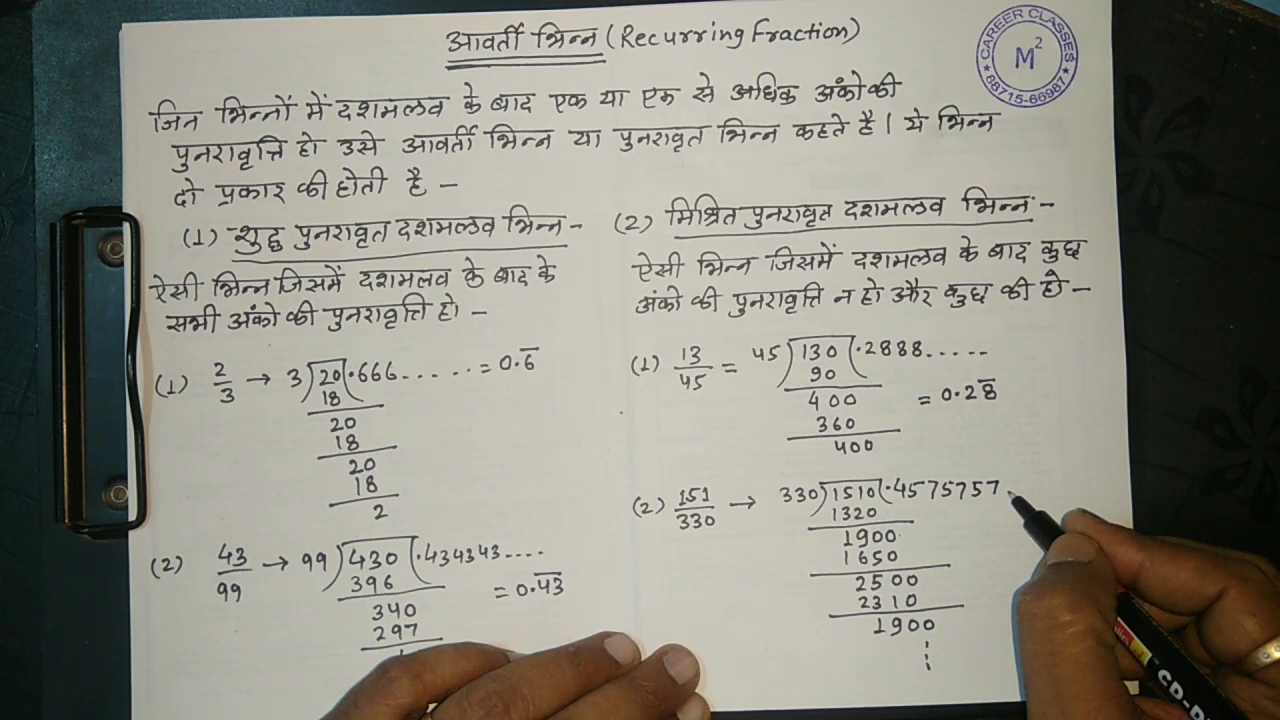 आवर्ती भिन्न (Recurring Fraction)
CAREER CLASSES
M²
88715-66987
जिन भिन्नों में दशमलव के बाद एक या एक से अधिक अंको की
पुनरावृत्ति हो उसे आवर्ती भिन्न या पुनरावृत भिन्न कहते है। ये भिन्न
दो प्रकार की होती है –
(1) शुद्ध पुनरावृत दशमलव भिन्न-
ऐसी भिन्न जिसमें दशमलव के बाद के
सभी अंको की पुनरावृत्ति हो –
(1) 2/3 → 3)20(.666..... = 0.6̅
18
20
18
20
18
2
(2) 43/99 → 99)430(.434343....
396
= 0.4̅3̅
340
297
(2) मिश्रित पुनरावृत दशमलव भिन्न:-
ऐसी भिन्न जिसमें दशमलव के बाद कुछ
अंको की पुनरावृत्ति न हो और कुछ की हो –
(1) 13/45 = 45)130(.2888.....
90
400
= 0.28̅
360
400
(2) 151/330 → 330)1510(.4575757
1320
1900
1650
2500
2310
1900
CD-